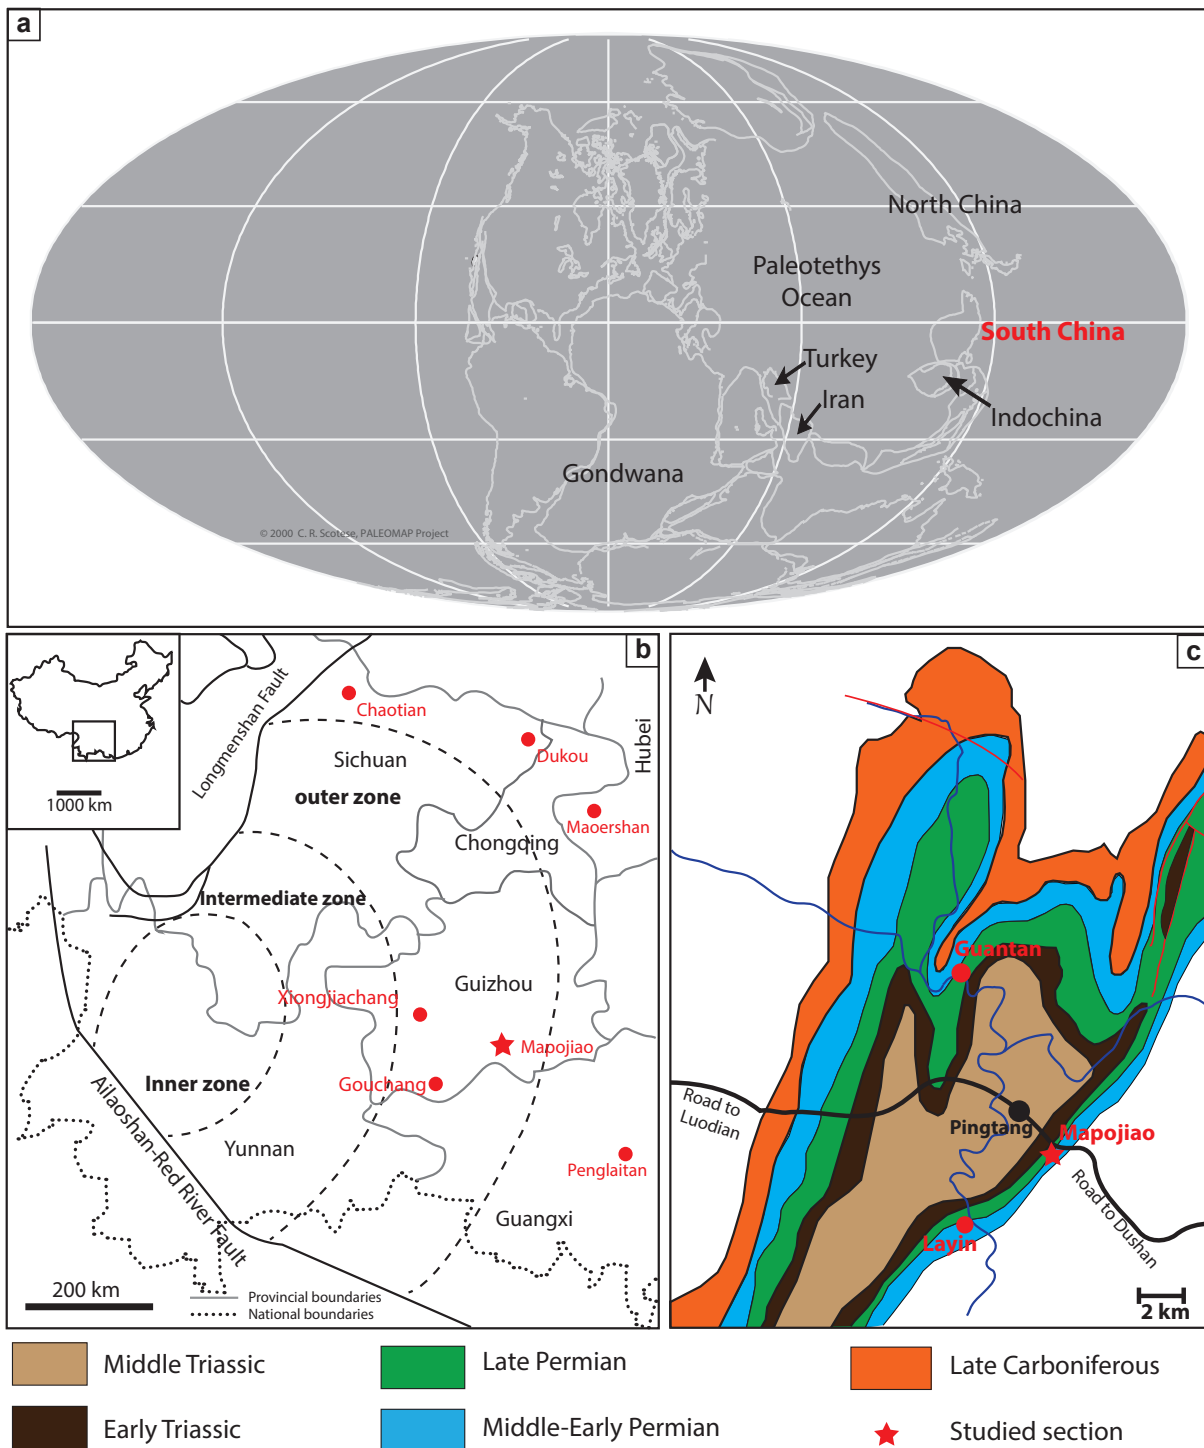 a
North China
Paleotethys
Ocean
South China
Turkey
Iran
Indochina
Gondwana
© 2000 C. R. Scotese, PALEOMAP Project
b
1000 km
Longmenshan Fault
Chaotian
Dukou
Hubei
Sichuan
outer zone
Maoershan
Chongqing
Intermediate zone
Guizhou
Xiongjiachang
Mapojiao
Inner zone
Gouchang
Yunnan
Penglaitan
Ailaoshan-Red River Fault
Guangxi
200 km
Provincial boundaries
National boundaries
c
N
Guantan
Road to
Luodian
Pingtang
Mapojiao
Road to Dushan
Layin
2 km
Middle Triassic
Late Permian
Late Carboniferous
Early Triassic
Middle-Early Permian
Studied section